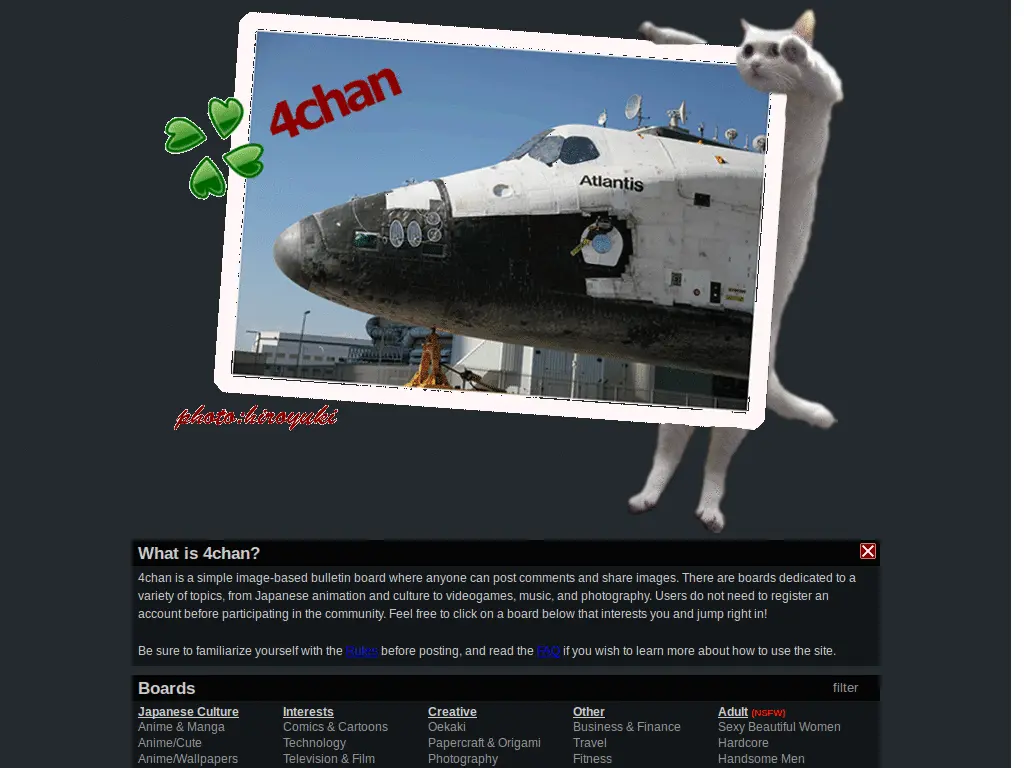 4chan
Atlantis
photo:hiroyuki
What is 4chan?
4chan is a simple image-based bulletin board where anyone can post comments and share images. There are boards dedicated to a
variety of topics, from Japanese animation and culture to videogames, music, and photography. Users do not need to register an
account before participating in the community. Feel free to click on a board below that interests you and jump right in!
Be sure to familiarize yourself with the Rules before posting, and read the FAQ if you wish to learn more about how to use the site.
Boards filter
Japanese Culture Interests Creative Other Adult (NSFW)
Anime & Manga Comics & Cartoons Oekaki Business & Finance Sexy Beautiful Women
Anime/Cute Technology Papercraft & Origami Travel Hardcore
Anime/Wallpapers Television & Film Photography Fitness Handsome Men